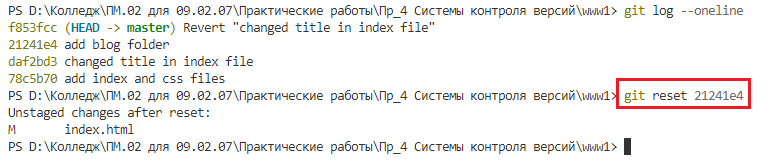 PS D:\Колледж\ПМ.02 для 09.02.07\Практические работы\Пр_4 Системы контроля версий\www1> git log --oneline
f853fcc (HEAD -> master) Revert "changed title in index file"
21241e4 add blog folder
daf2bd3 changed title in index file
78c5b70 add index and css files
PS D:\Колледж\ПМ.02 для 09.02.07\Практические работы\Пр_4 Системы контроля версий\www1> git reset 21241e4
Unstaged changes after reset:
M       index.html
PS D:\Колледж\ПМ.02 для 09.02.07\Практические работы\Пр_4 Системы контроля версий\www1>